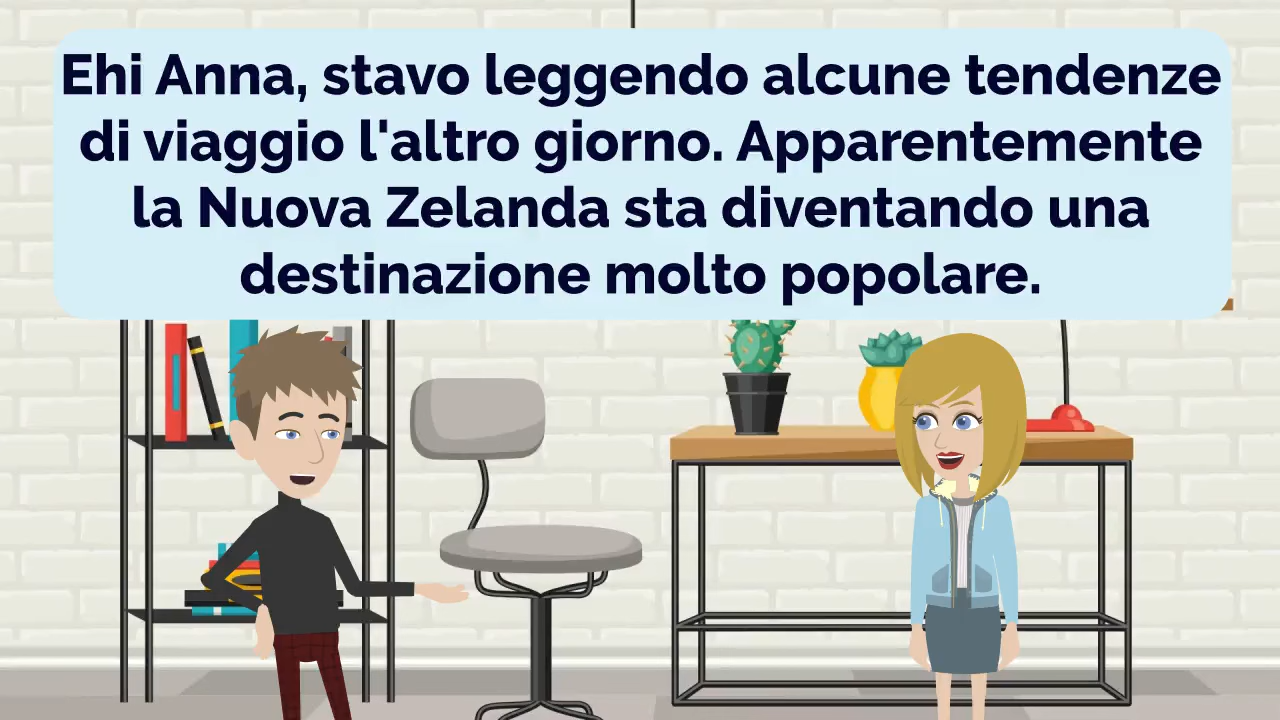 Ehi Anna, stavo leggendo alcune tendenze
di viaggio l'altro giorno. Apparentemente
la Nuova Zelanda sta diventando una
destinazione molto popolare.